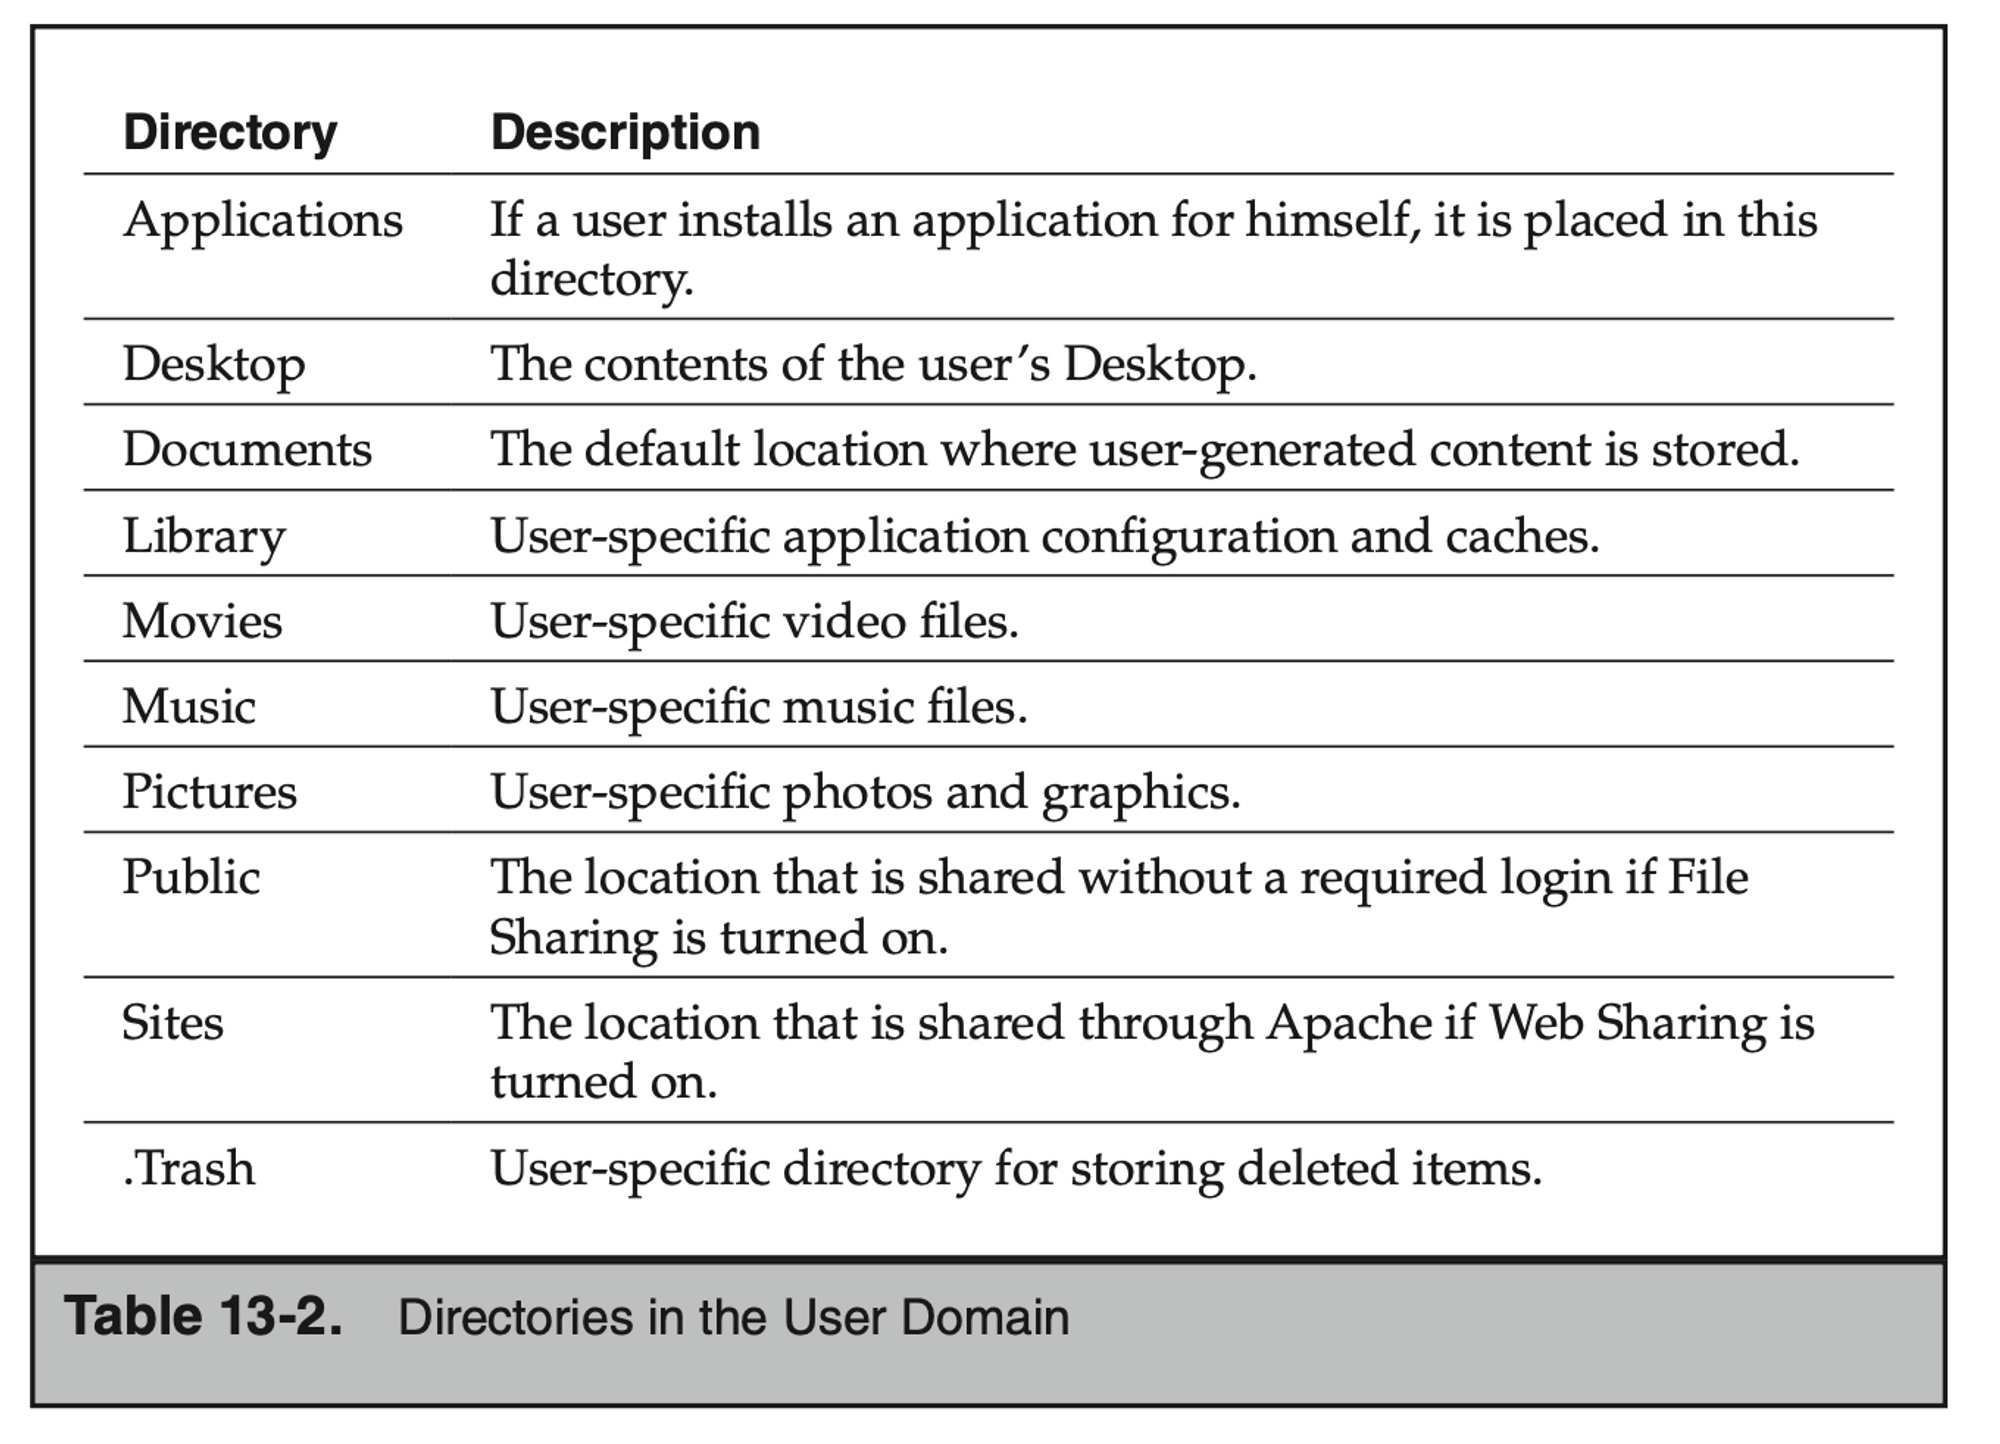 Directory Description
Applications If a user installs an application for himself, it is placed in this
directory.
Desktop The contents of the user’s Desktop.
Documents The default location where user-generated content is stored.
Library User-specific application configuration and caches.
Movies User-specific video files.
Music User-specific music files.
Pictures User-specific photos and graphics.
Public The location that is shared without a required login if File
Sharing is turned on.
Sites The location that is shared through Apache if Web Sharing is
turned on.
.Trash User-specific directory for storing deleted items.
Table 13-2. Directories in the User Domain